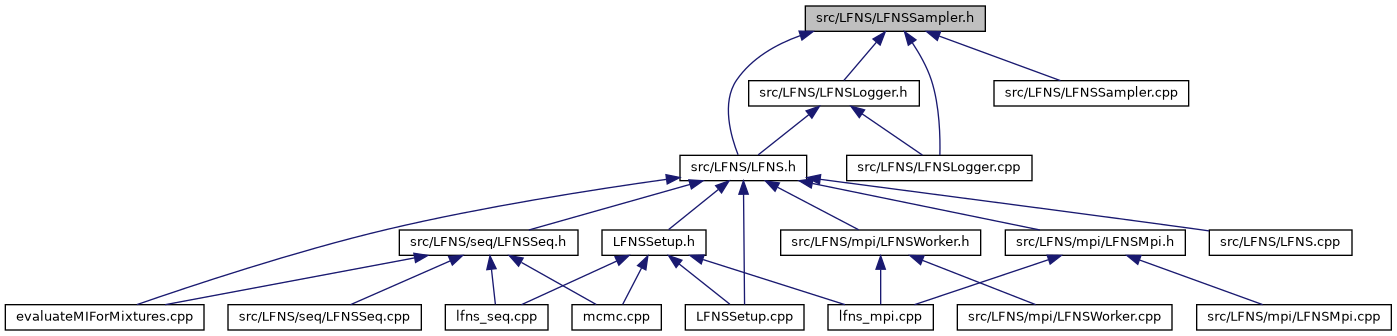 src/LFNS/LFNSSampler.h
src/LFNS/LFNSLogger.h
src/LFNS/LFNSSampler.cpp
src/LFNS/LFNS.h
src/LFNS/LFNSLogger.cpp
src/LFNS/seq/LFNSSeq.h
LFNSSetup.h
src/LFNS/mpi/LFNSWorker.h
src/LFNS/mpi/LFNSMpi.h
src/LFNS/LFNS.cpp
evaluateMIForMixtures.cpp
src/LFNS/seq/LFNSSeq.cpp
lfns_seq.cpp
mcmc.cpp
LFNSSetup.cpp
lfns_mpi.cpp
src/LFNS/mpi/LFNSWorker.cpp
src/LFNS/mpi/LFNSMpi.cpp